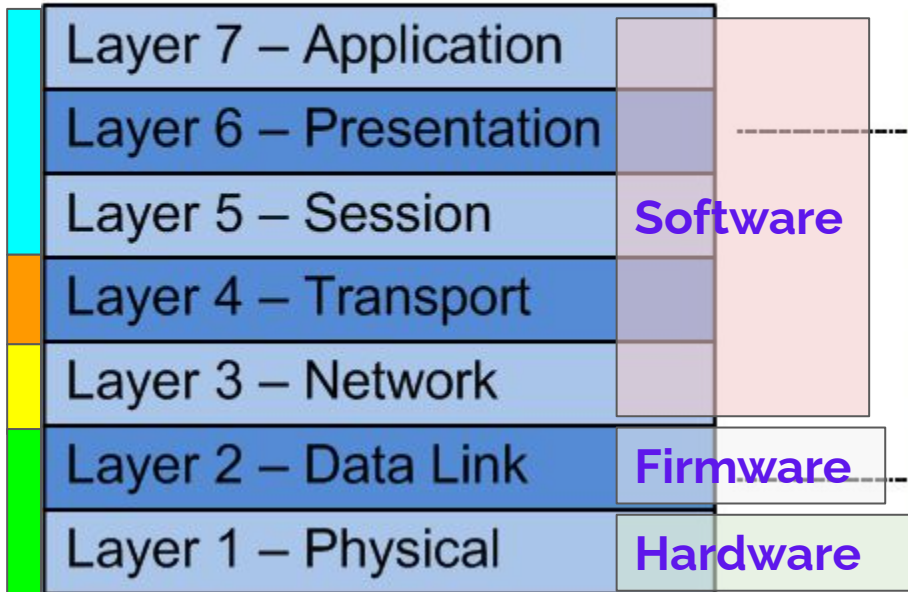 Layer 7 – Application
Layer 6 – Presentation
Layer 5 – Session
Software
Layer 4 – Transport
Layer 3 – Network
Layer 2 – Data Link
Firmware
Layer 1 – Physical
Hardware